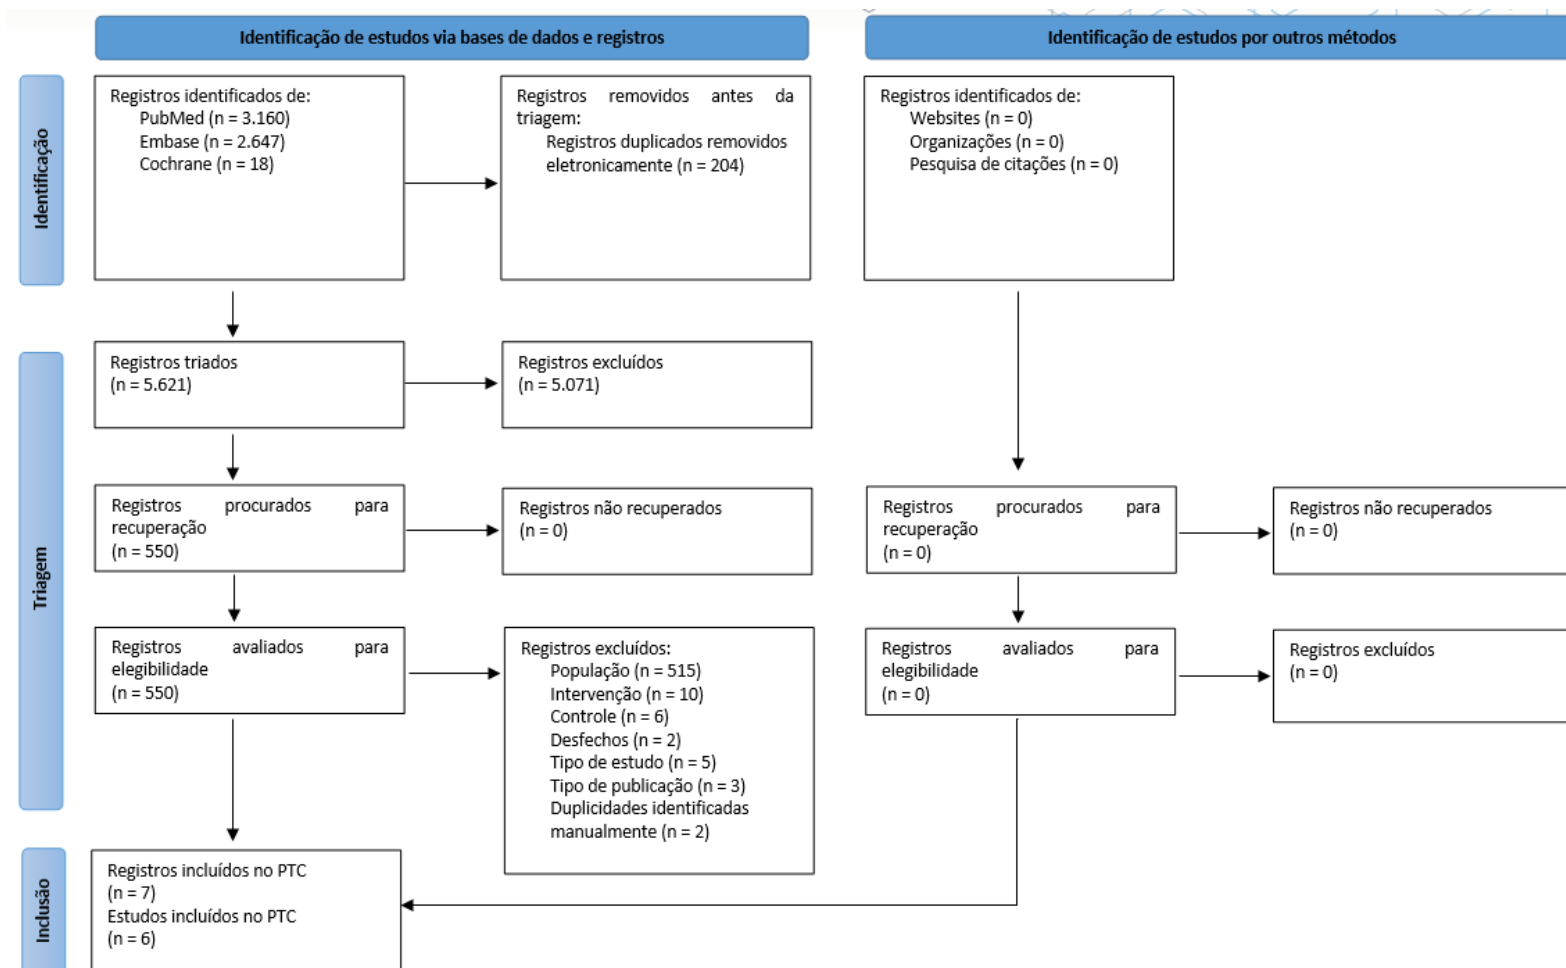 Identificação de estudos via bases de dados e registros
Identificação de estudos por outros métodos
Identificação
Registros identificados de:
PubMed (n = 3.160)
Embase (n = 2.647)
Cochrane (n = 18)
Registros removidos antes da
triagem:
Registros duplicados removidos
eletronicamente (n = 204)
Registros identificados de:
Websites (n = 0)
Organizações (n = 0)
Pesquisa de citações (n = 0)
Triagem
Registros triados
(n = 5.621)
Registros excluídos
(n = 5.071)
Registros procurados para
recuperação
(n = 550)
Registros não recuperados
(n = 0)
Registros procurados para
recuperação
(n = 0)
Registros não recuperados
(n = 0)
Registros avaliados para
elegibilidade
(n = 550)
Registros excluídos:
População (n = 515)
Intervenção (n = 10)
Controle (n = 6)
Desfechos (n = 2)
Tipo de estudo (n = 5)
Tipo de publicação (n = 3)
Duplicidades identificadas
manualmente (n = 2)
Registros avaliados para
elegibilidade
(n = 0)
Registros excluídos
(n = 0)
Inclusão
Registros incluídos no PTC
(n = 7)
Estudos incluídos no PTC
(n = 6)